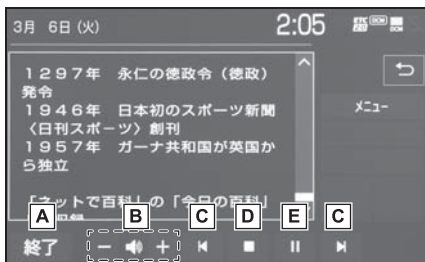 3月 6日(火)
2:05
ETC
DCM
メニュー
1297年 永仁の徳政令(徳政)
発令
1946年 日本初のスポーツ新聞
〈日刊スポーツ〉創刊
1957年 ガーナ共和国が英国か
ら独立
「ネットで百科」の「今日の百科」
A B C D E C
終了 − +